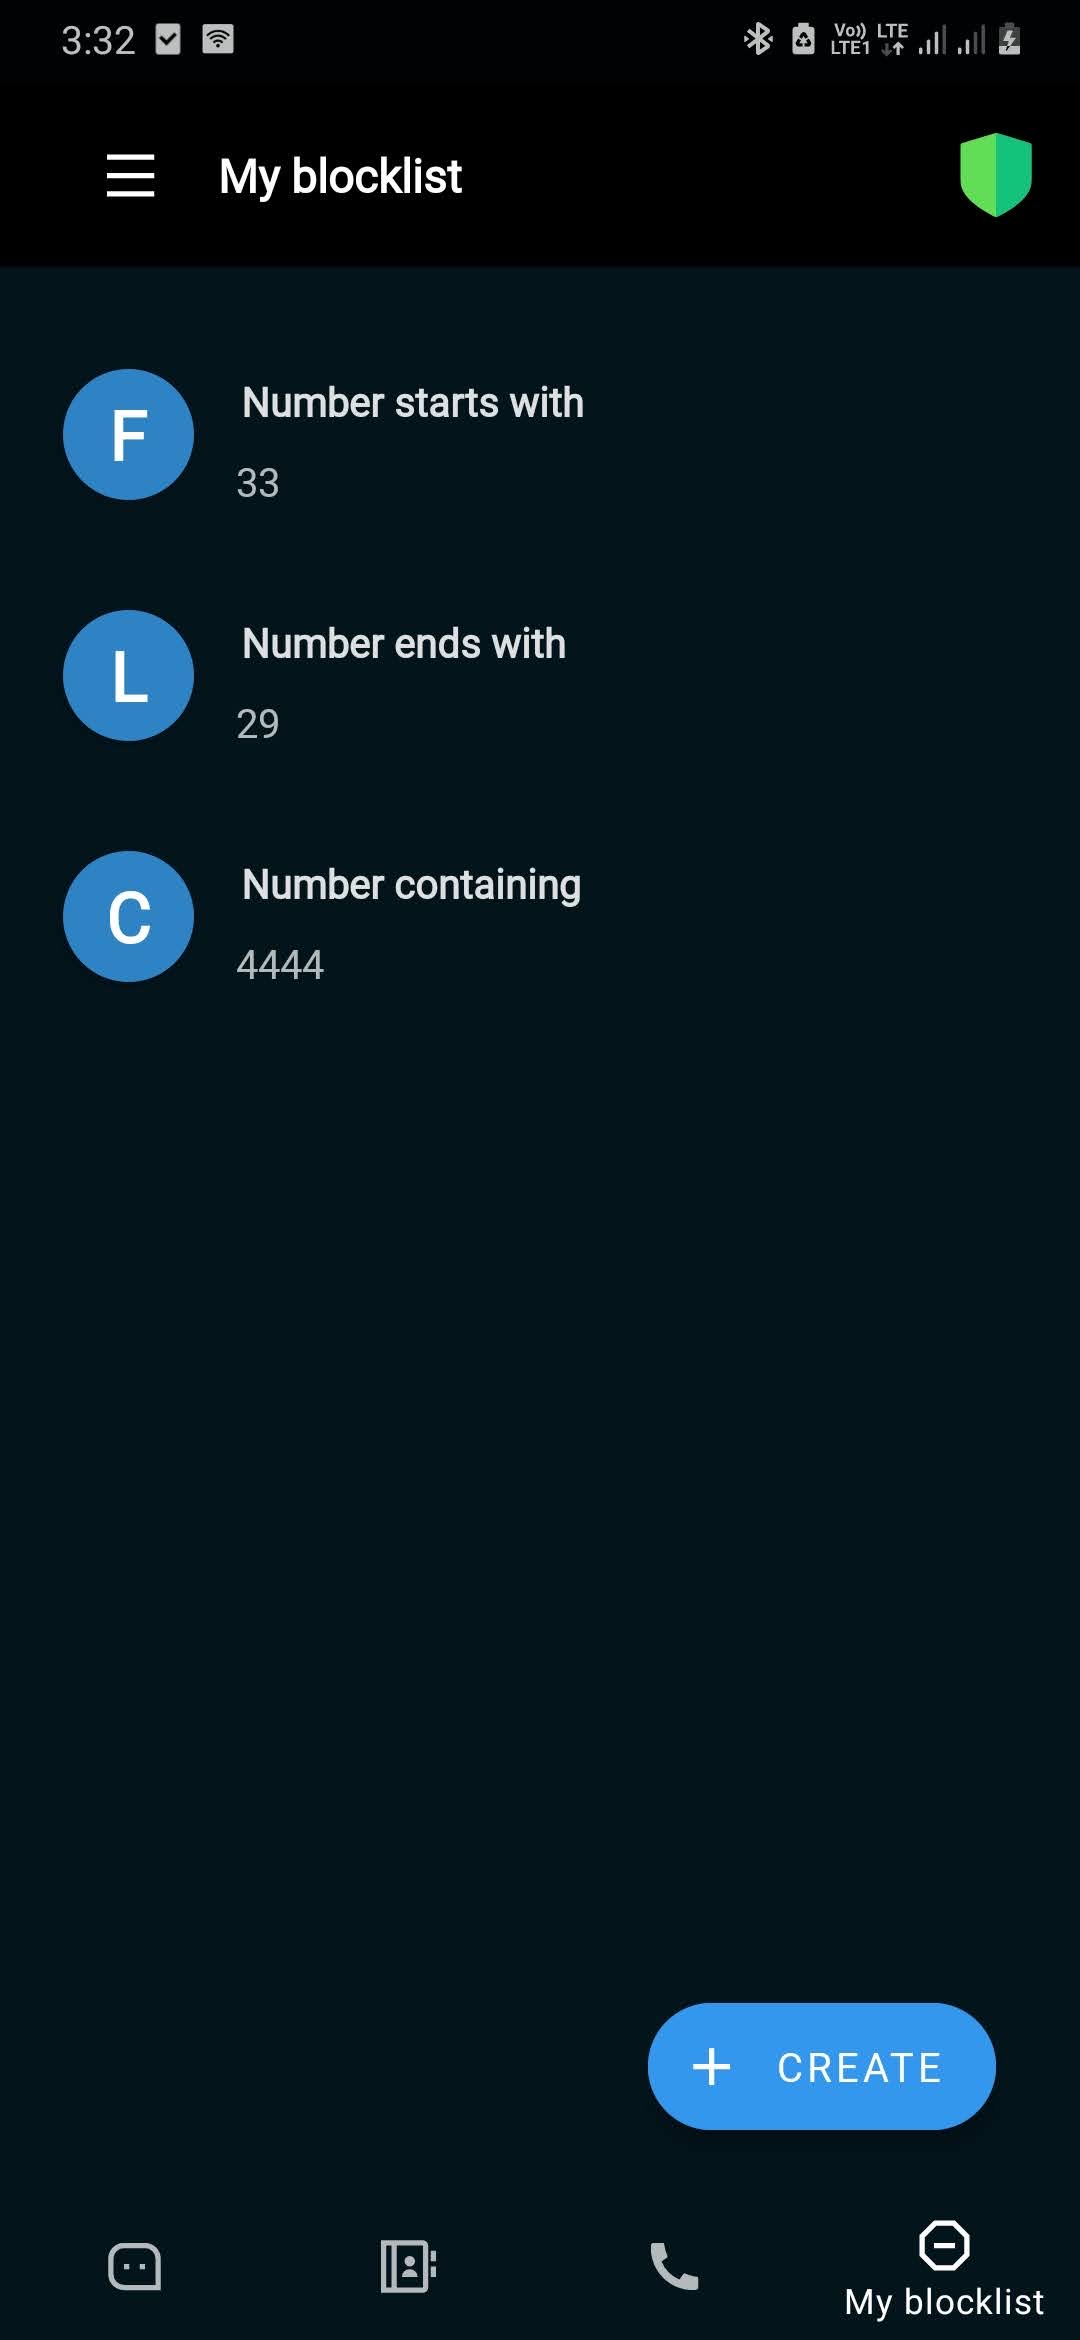 3:32 Vo)) LTE
LTE1
My blocklist
F Number starts with
33
L Number ends with
29
C Number containing
4444
+ CREATE
My blocklist